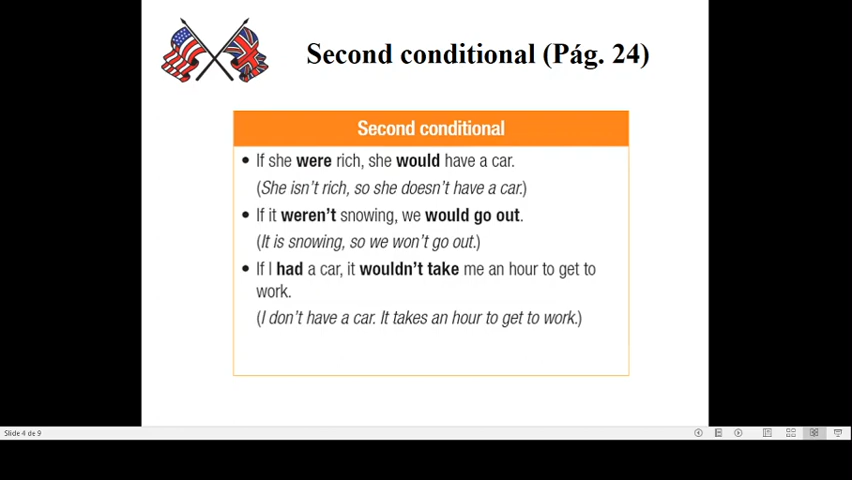 Second conditional (Pág. 24)
Second conditional
• If she were rich, she would have a car.
(She isn't rich, so she doesn't have a car.)
• If it weren't snowing, we would go out.
(It is snowing, so we won't go out.)
• If I had a car, it wouldn't take me an hour to get to
work.
(I don't have a car. It takes an hour to get to work.)
Slide 4 de 9